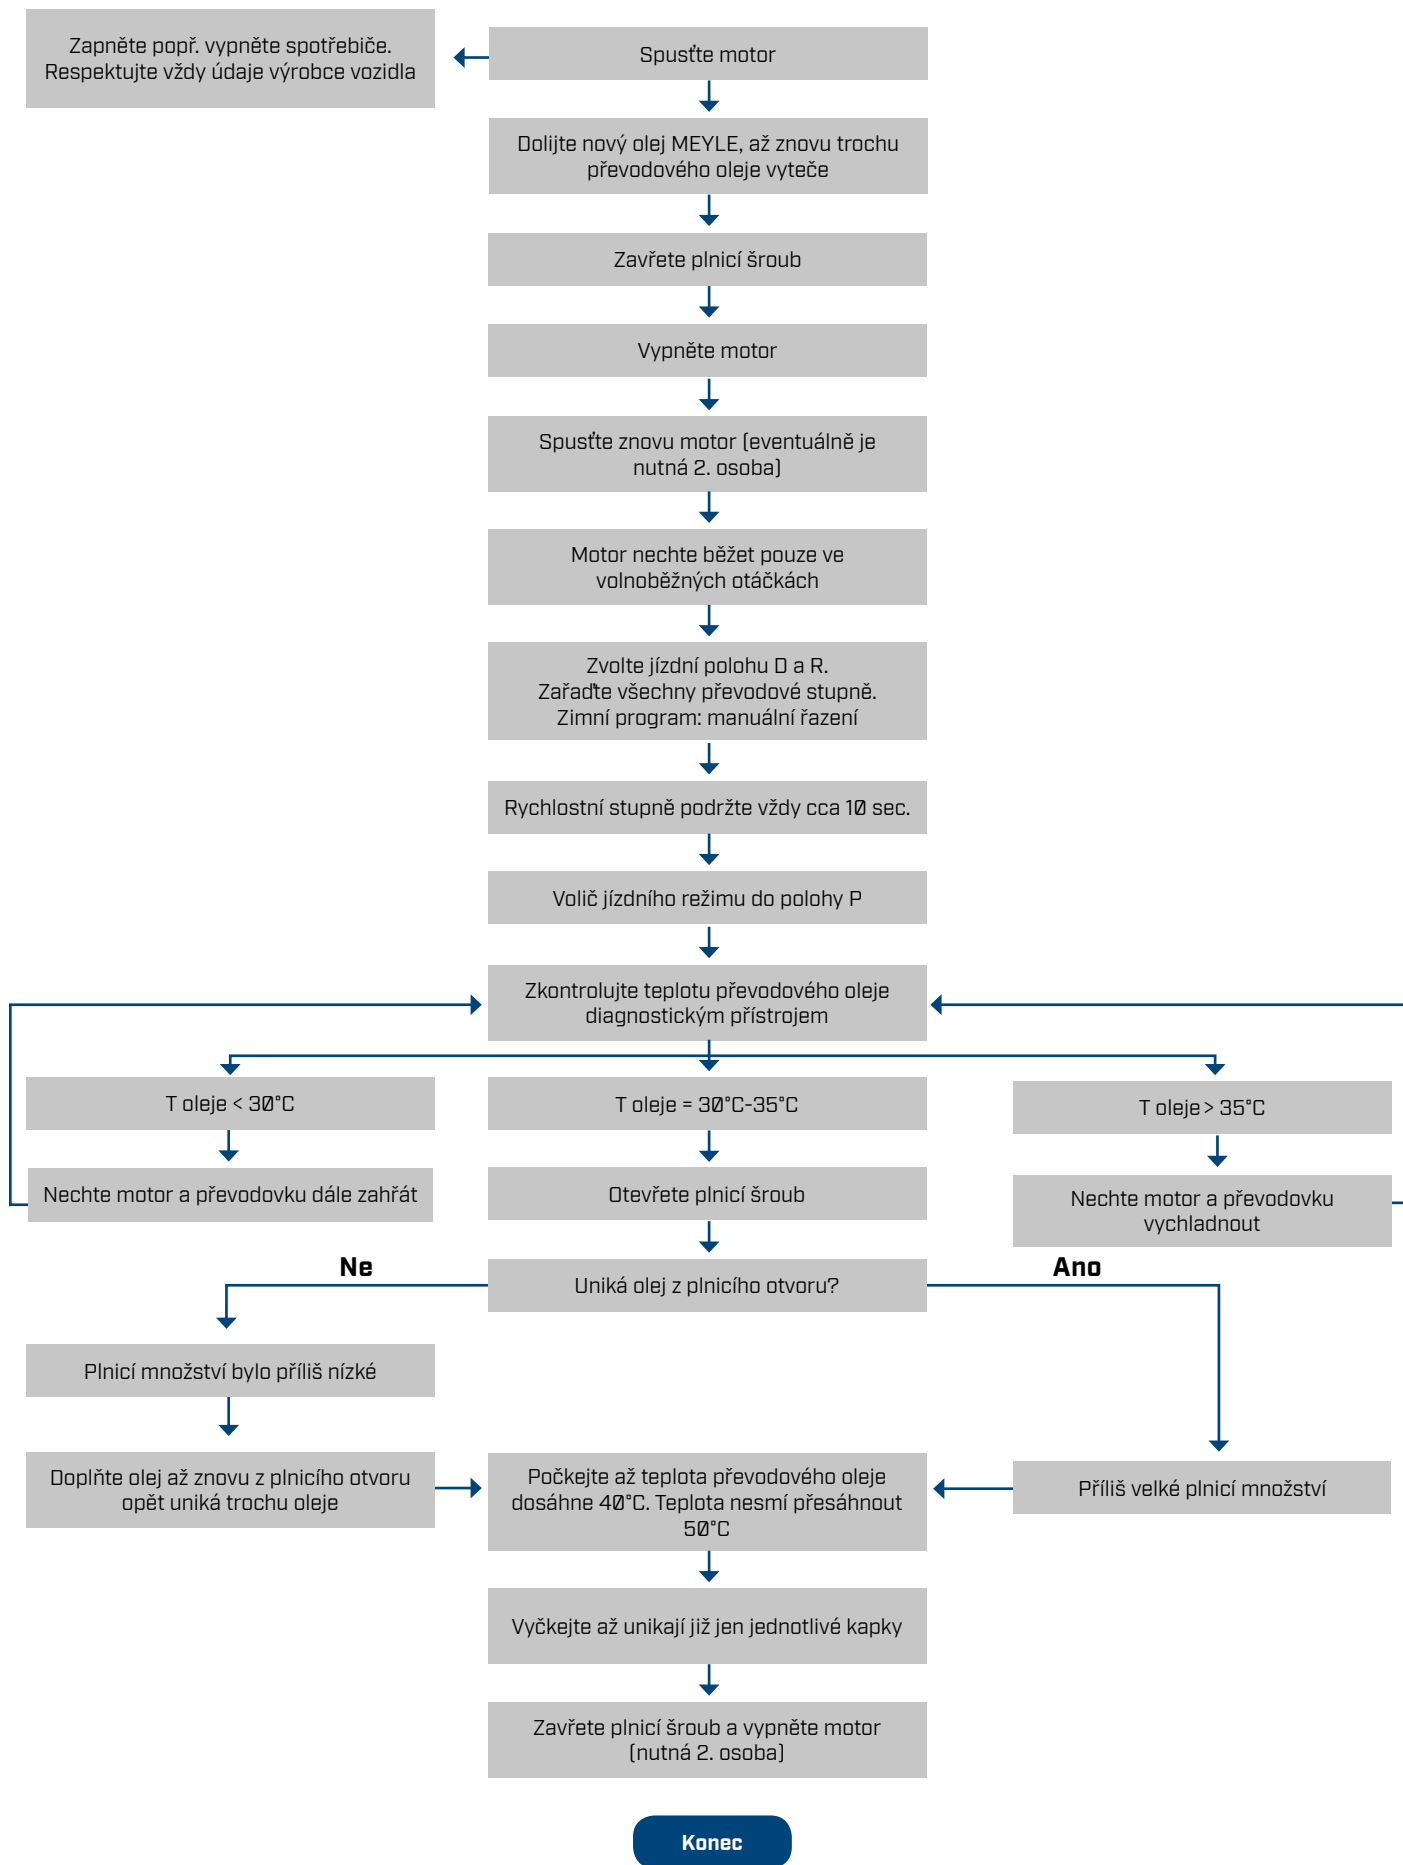 Zapněte popř. vypněte spotřebiče.
Respektujte vždy údaje výrobce vozidla
Spusťte motor
Dolijte nový olej MEYLE, až znovu trochu
převodového oleje vyteče
Zavřete plnicí šroub
Vypněte motor
Spusťte znovu motor (eventuálně je
nutná 2. osoba)
Motor nechte běžet pouze ve
volnoběžných otáčkách
Zvolte jízdní polohu D a R.
Zařaďte všechny převodové stupně.
Zimní program: manuální řazení
Rychlostní stupně podržte vždy cca 10 sec.
Volič jízdního režimu do polohy P
Zkontrolujte teplotu převodového oleje
diagnostickým přístrojem
T oleje < 30°C
T oleje = 30°C-35°C
T oleje > 35°C
Nechte motor a převodovku dále zahřát
Otevřete plnicí šroub
Nechte motor a převodovku
vychladnout
Ne
Uniká olej z plnicího otvoru?
Ano
Plnicí množství bylo příliš nízké
Doplňte olej až znovu z plnicího otvoru
opět uniká trochu oleje
Počkejte až teplota převodového oleje
dosáhne 40°C. Teplota nesmí přesáhnout
50°C
Příliš velké plnicí množství
Vyčkejte až unikají již jen jednotlivé kapky
Zavřete plnicí šroub a vypněte motor
(nutná 2. osoba)
Konec